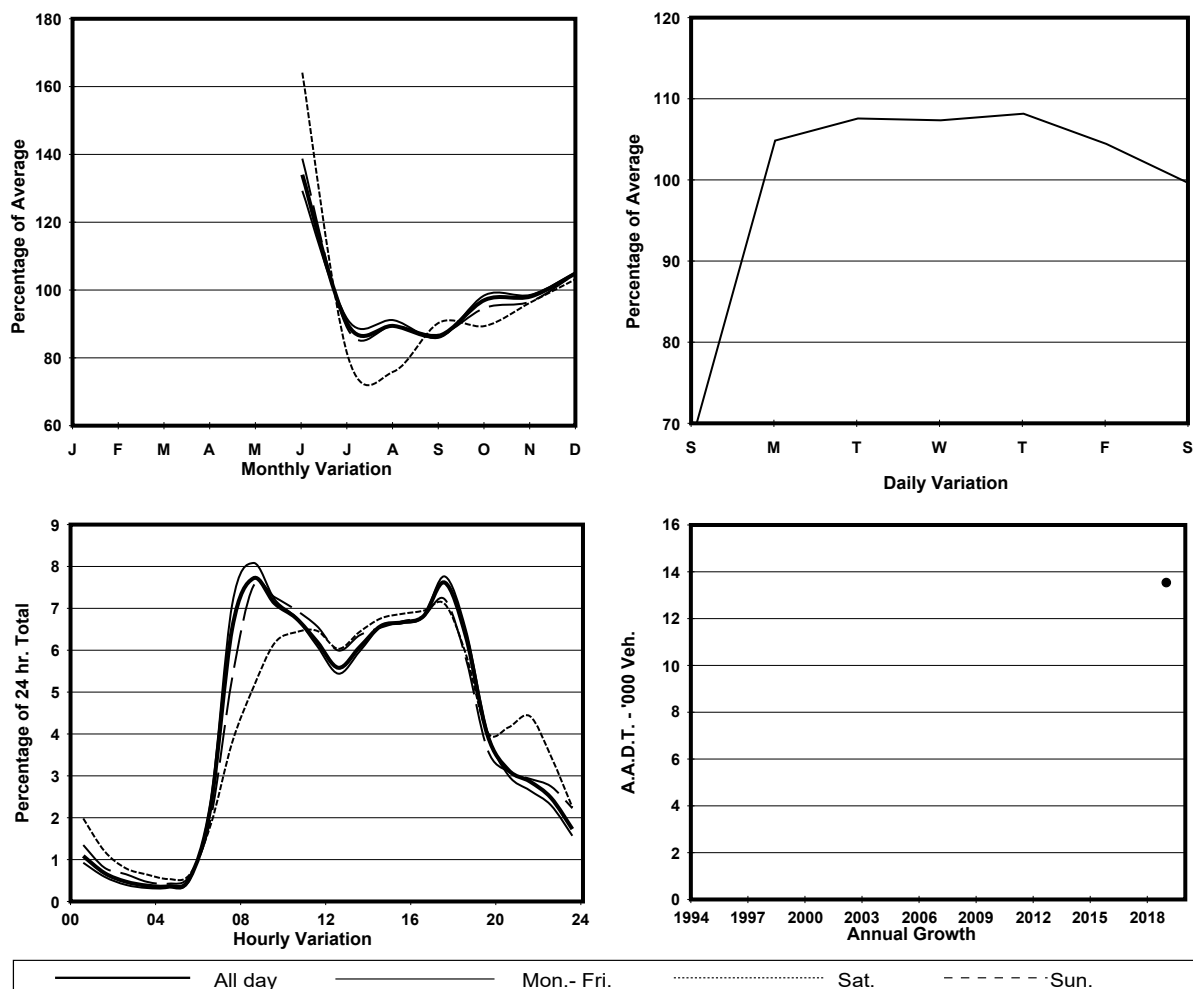 180
160
140
120
100
80
60
Percentage of Average
J F M A M J J A S O N D
Monthly Variation
120
110
100
90
80
70
Percentage of Average
S M T W T F S
Daily Variation
9
8
7
6
5
4
3
2
1
0
Percentage of 24 hr. Total
00 04 08 12 16 20 24
Hourly Variation
16
14
12
10
8
6
4
2
0
A.A.D.T. - '000 Veh.
1994 1997 2000 2003 2006 2009 2012 2015 2018
Annual Growth
All day Mon.- Fri. Sat. Sun.